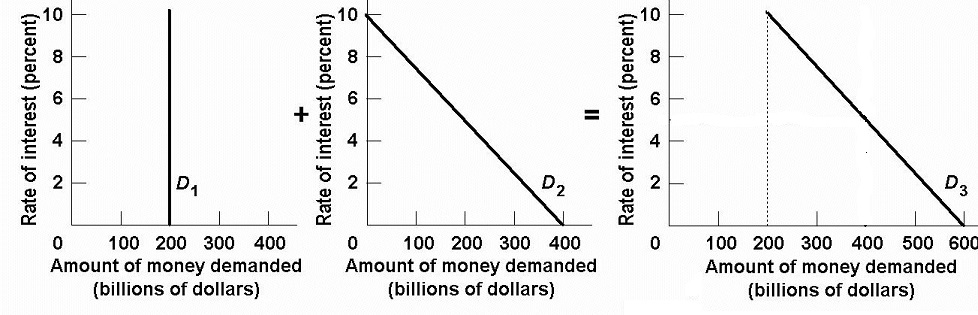 Rate of interest (percent)
10
8
6
4
2
D1
0 100 200 300 400
Amount of money demanded
(billions of dollars)
+
Rate of interest (percent)
10
8
6
4
2
D2
0 100 200 300 400
Amount of money demanded
(billions of dollars)
=
Rate of interest (percent)
10
8
6
4
2
D3
0 100 200 300 400 500 600
Amount of money demanded
(billions of dollars)